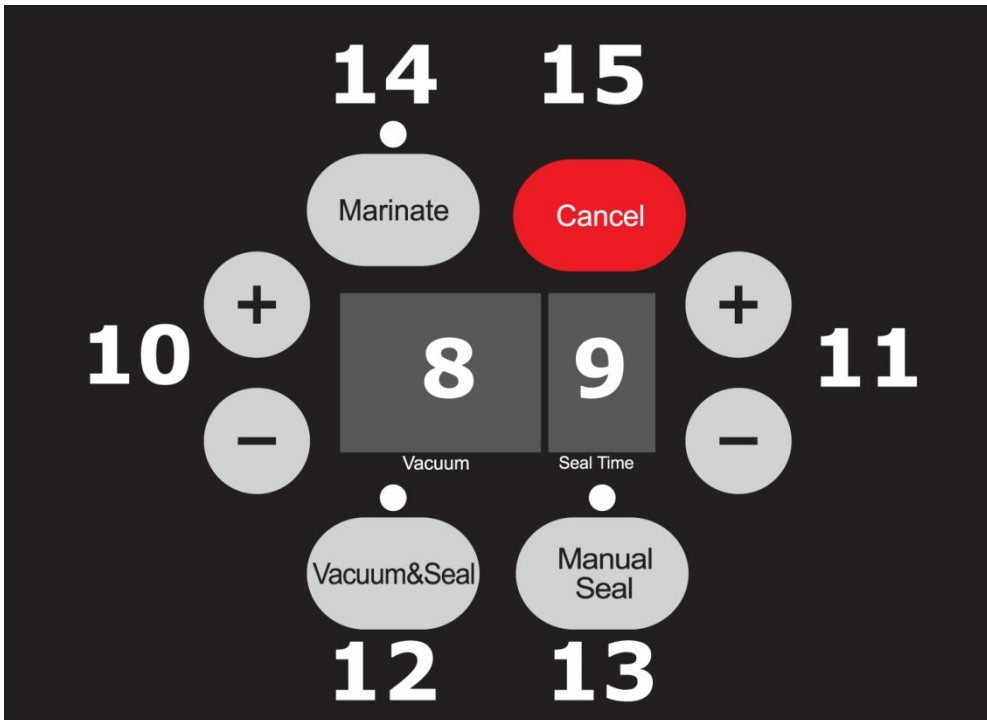 14 15
Marinate Cancel
+ +
10 8 9 11
− −
Vacuum Seal Time
Vacuum&Seal Manual
Seal
12 13